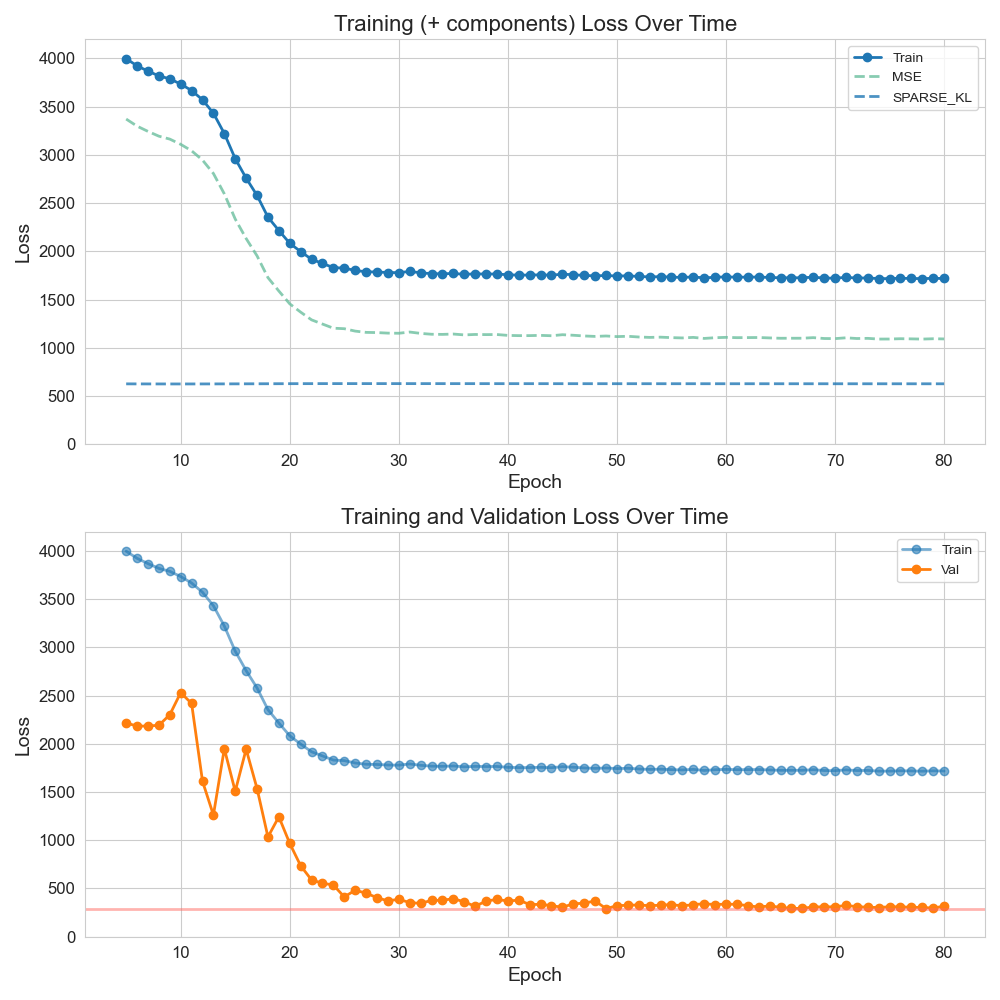 Training (+ components) Loss Over Time
4000
3500
3000
2500
2000
1500
1000
500
0
Loss
Train
MSE
SPARSE_KL
10 20 30 40 50 60 70 80
Epoch
Training and Validation Loss Over Time
4000
3500
3000
2500
2000
1500
1000
500
0
Loss
Train
Val
10 20 30 40 50 60 70 80
Epoch